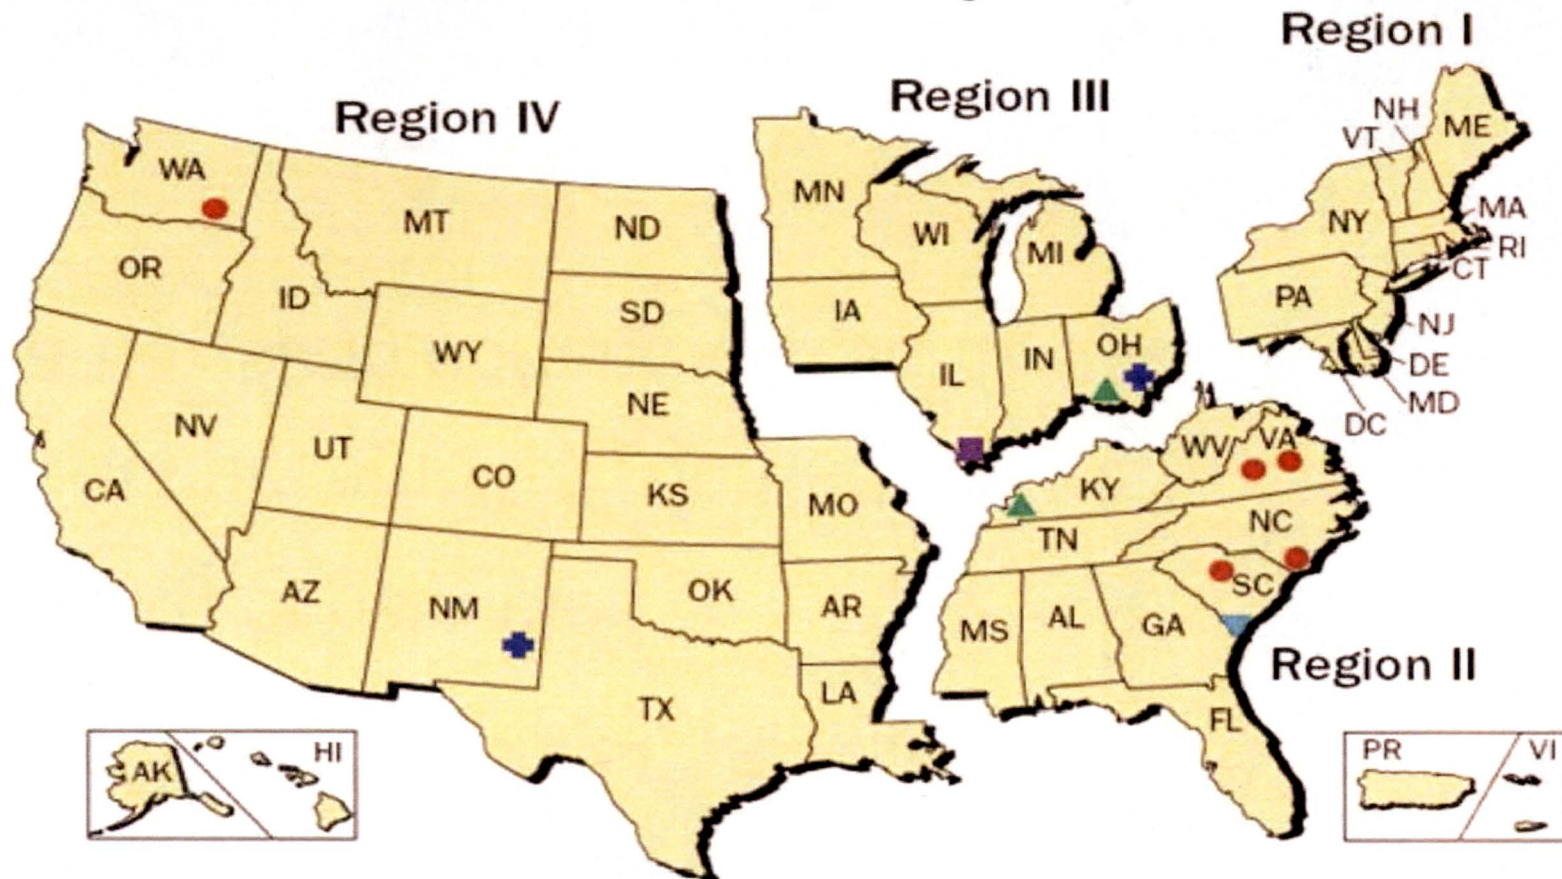 Region I
Region III
Region IV
NH
VT
ME
WA
MT
ND
MN
WI
MI
NY
MA
RI
CT
OR
ID
SD
IA
PA
NJ
WY
IL
IN
OH
DE
MD
DC
NV
UT
CO
NE
CA
KS
MO
KY
WV
VA
TN
NC
AZ
NM
OK
AR
MS
AL
GA
SC
Region II
TX
LA
FL
AK
HI
PR
VI